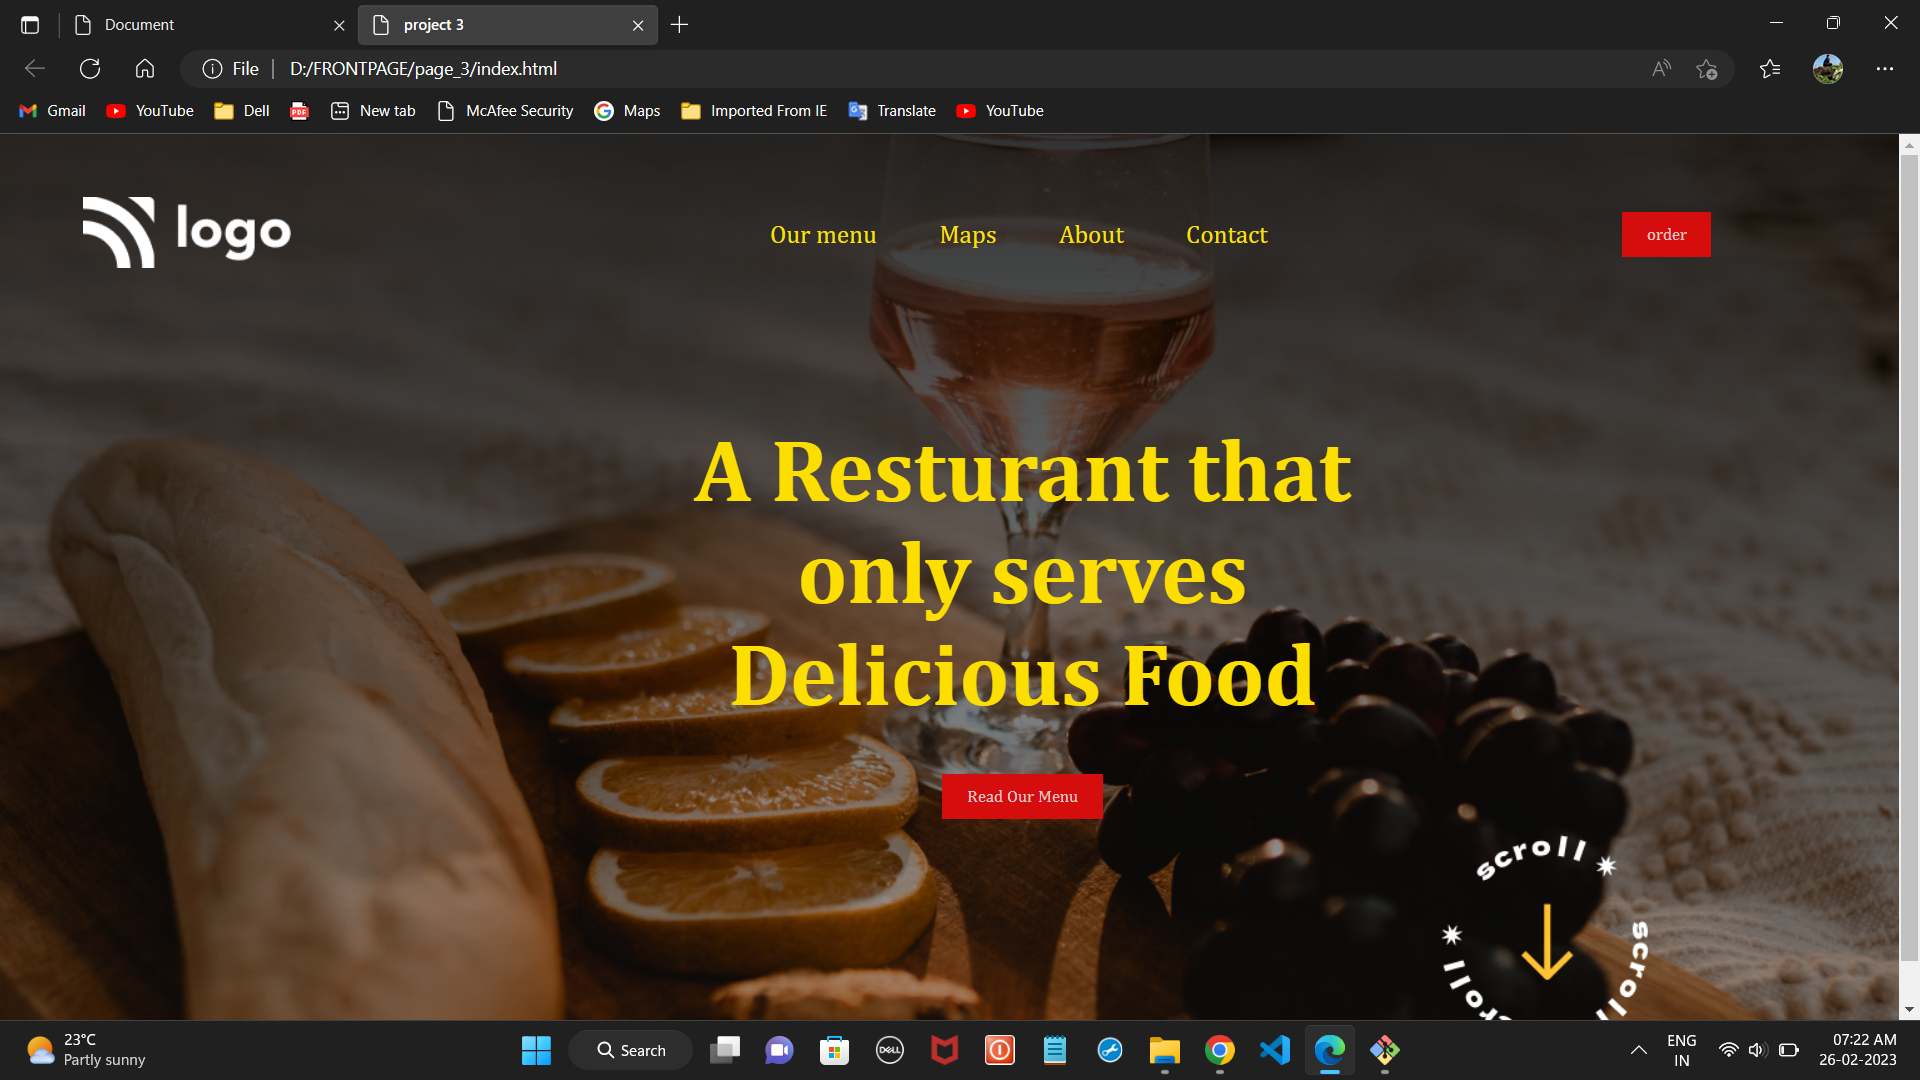 Document
project 3
File
D:/FRONTPAGE/page_3/index.html
Gmail YouTube Dell PDF New tab McAfee Security Maps Imported From IE Translate YouTube
logo
Our menu Maps About Contact
order
A Resturant that
only serves
Delicious Food
Read Our Menu
scroll
scroll
scroll
23°C
Partly sunny
Search
DELL
ENG
IN
07:22 AM
26-02-2023